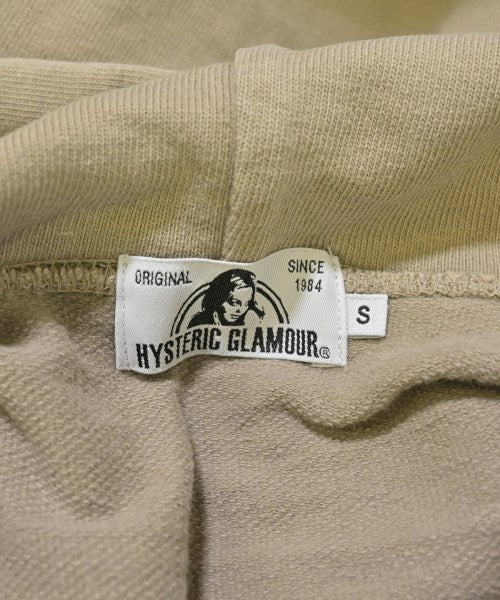 ORIGINAL
SINCE
1984
HYSTERIC GLAMOUR®
S